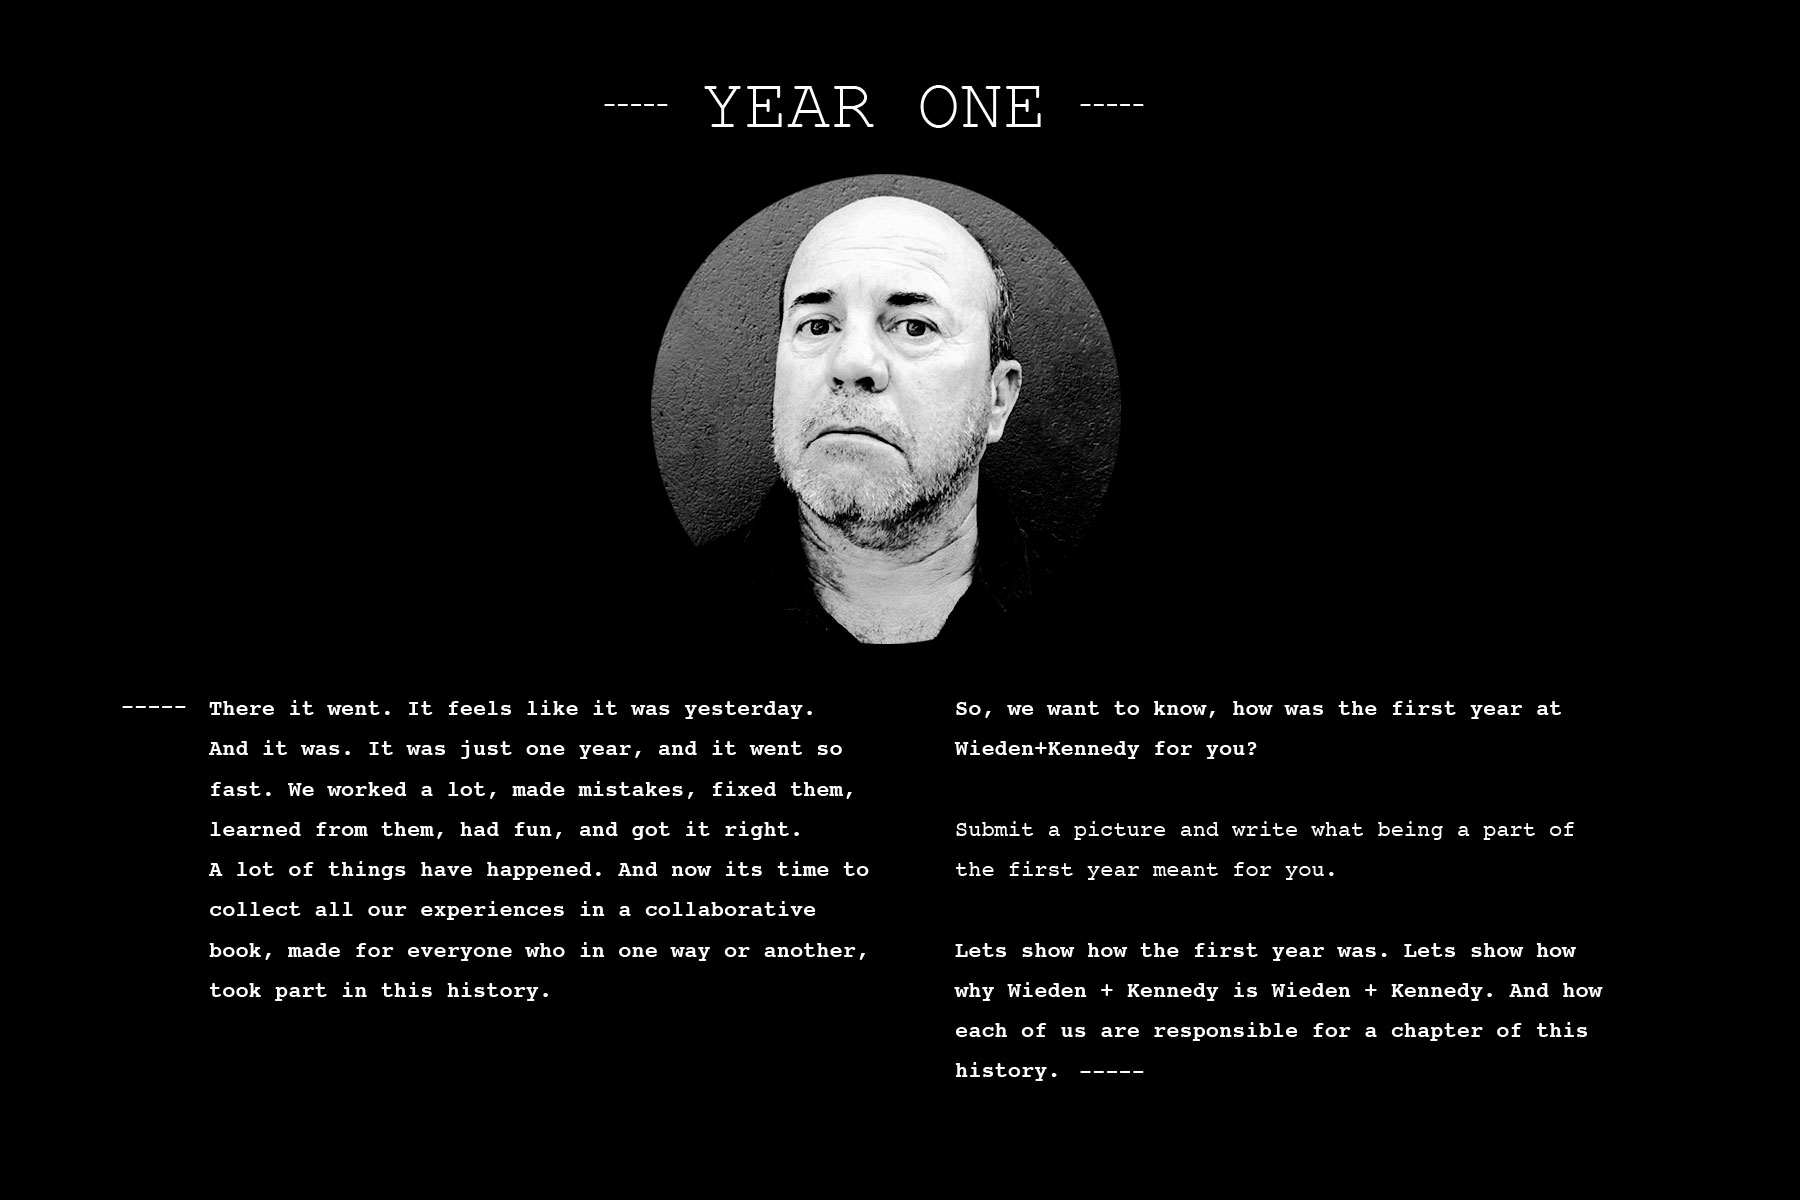 ----- YEAR ONE -----
----- There it went. It feels like it was yesterday.
And it was. It was just one year, and it went so
fast. We worked a lot, made mistakes, fixed them,
learned from them, had fun, and got it right.
A lot of things have happened. And now its time to
collect all our experiences in a collaborative
book, made for everyone who in one way or another,
took part in this history.
So, we want to know, how was the first year at
Wieden+Kennedy for you?
Submit a picture and write what being a part of
the first year meant for you.
Lets show how the first year was. Lets show how
why Wieden + Kennedy is Wieden + Kennedy. And how
each of us are responsible for a chapter of this
history. -----